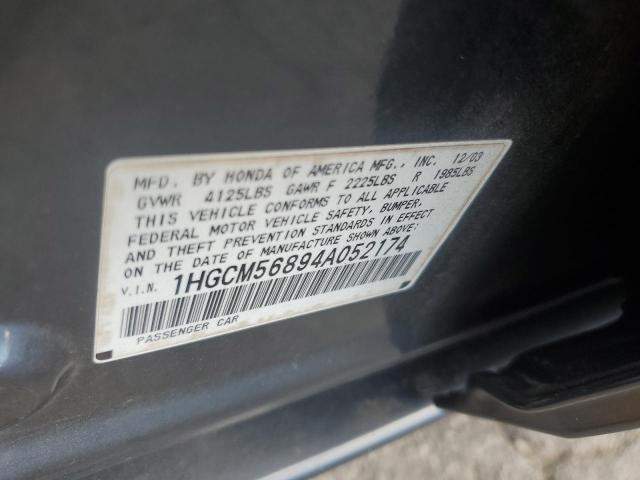 MFD. BY HONDA OF AMERICA MFG., INC. 12/03
GVWR 4125LBS GAWR F 2225LBS R 1985LBS
THIS VEHICLE CONFORMS TO ALL APPLICABLE
FEDERAL MOTOR VEHICLE SAFETY, BUMPER,
AND THEFT PREVENTION STANDARDS IN EFFECT
ON THE DATE OF MANUFACTURE SHOWN ABOVE.
V.I.N. 1HGCM56894A052174
PASSENGER CAR